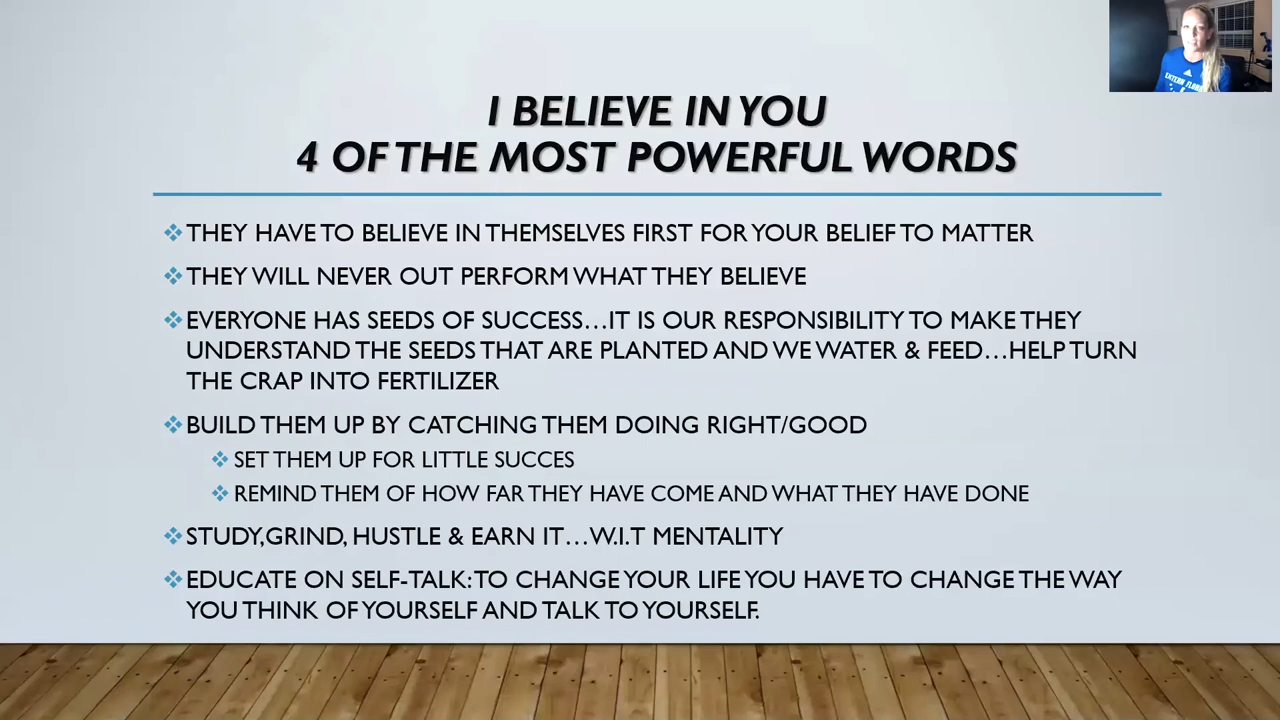 I BELIEVE IN YOU
4 OF THE MOST POWERFUL WORDS
THEY HAVE TO BELIEVE IN THEMSELVES FIRST FOR YOUR BELIEF TO MATTER
THEY WILL NEVER OUT PERFORM WHAT THEY BELIEVE
EVERYONE HAS SEEDS OF SUCCESS...IT IS OUR RESPONSIBILITY TO MAKE THEY
UNDERSTAND THE SEEDS THAT ARE PLANTED AND WE WATER & FEED...HELP TURN
THE CRAP INTO FERTILIZER
BUILD THEM UP BY CATCHING THEM DOING RIGHT/GOOD
SET THEM UP FOR LITTLE SUCCES
REMIND THEM OF HOW FAR THEY HAVE COME AND WHAT THEY HAVE DONE
STUDY,GRIND, HUSTLE & EARN IT...W.I.T MENTALITY
EDUCATE ON SELF-TALK: TO CHANGE YOUR LIFE YOU HAVE TO CHANGE THE WAY
YOU THINK OF YOURSELF AND TALK TO YOURSELF.